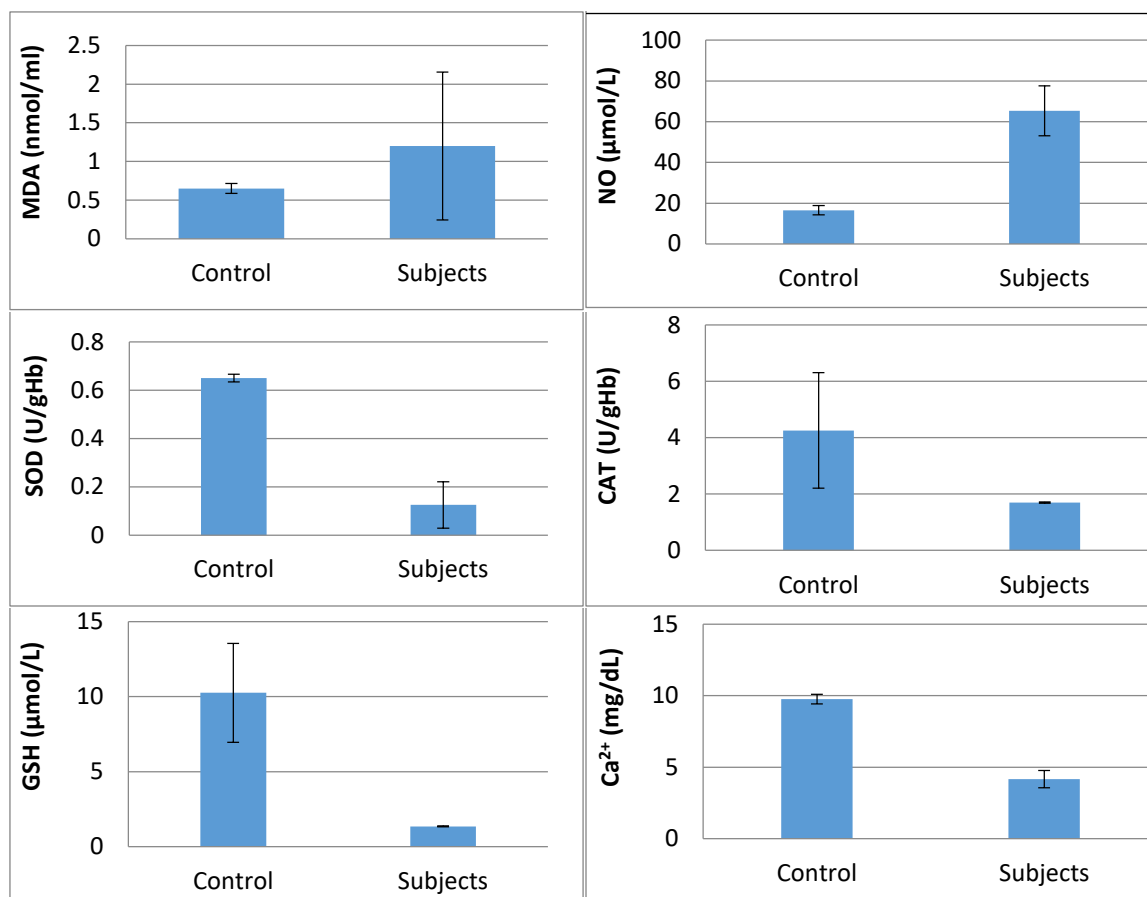 MDA (nmol/ml)
2.5
2
1.5
1
0.5
0
Control Subjects
NO (µmol/L)
100
80
60
40
20
0
Control Subjects
SOD (U/gHb)
0.8
0.6
0.4
0.2
0
Control Subjects
CAT (U/gHb)
8
6
4
2
0
Control Subjects
GSH (µmol/L)
15
10
5
0
Control Subjects
Ca²⁺ (mg/dL)
15
10
5
0
Control Subjects